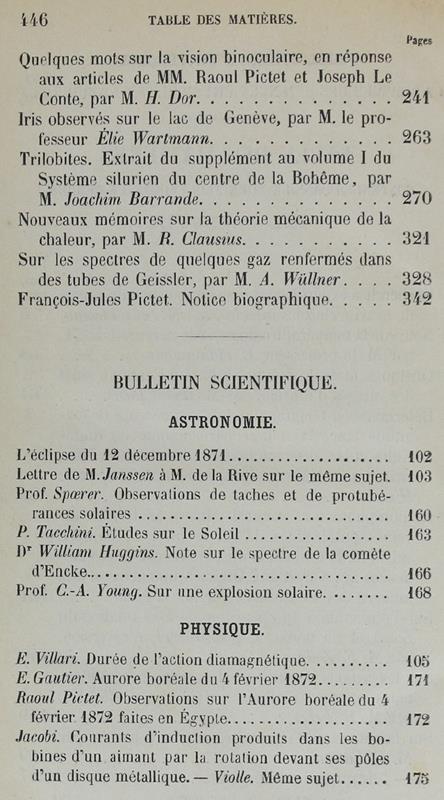 446 TABLE DES MATIÈRES.
Pages
Quelques mots sur la vision binoculaire, en réponse
aux articles de MM. Raoul Pictet et Joseph Le
Conte, par M. H. Dor. . . . . . . . . . . . . . . 241
Iris observés sur le lac de Genève, par M. le pro-
fesseur Élie Wartmann. . . . . . . . . . . . . . 263
Trilobites. Extrait du supplément au volume I du
Système silurien du centre de la Bohême, par
M. Joachim Barrande. . . . . . . . . . . . . . . 270
Nouveaux mémoires sur la théorie mécanique de la
chaleur, par M. R. Clausius. . . . . . . . . . . . 321
Sur les spectres de quelques gaz renfermés dans
des tubes de Geissler, par M. A. Wüllner. . . . 328
François-Jules Pictet. Notice biographique. . . . . 342
BULLETIN SCIENTIFIQUE.
ASTRONOMIE.
L'éclipse du 12 décembre 1871.................... 102
Lettre de M. Janssen à M. de la Rive sur le même sujet. 103
Prof. Spœrer. Observations de taches et de protubé-
rances solaires ................................ 160
P. Tacchini. Études sur le Soleil .................. 163
Dr William Huggins. Note sur le spectre de la comète
d'Encke....................................... 166
Prof. C.-A. Young. Sur une explosion solaire. ....... 168
PHYSIQUE.
E. Villari. Durée de l'action diamagnétique. ......... 105
E. Gautier. Aurore boréale du 4 février 1872......... 171
Raoul Pictet. Observations sur l'Aurore boréale du 4
février 1872 faites en Égypte.................... 172
Jacobi. Courants d'induction produits dans les bo-
bines d'un aimant par la rotation devant ses pôles
d'un disque métallique. — Violle. Même sujet...... 175